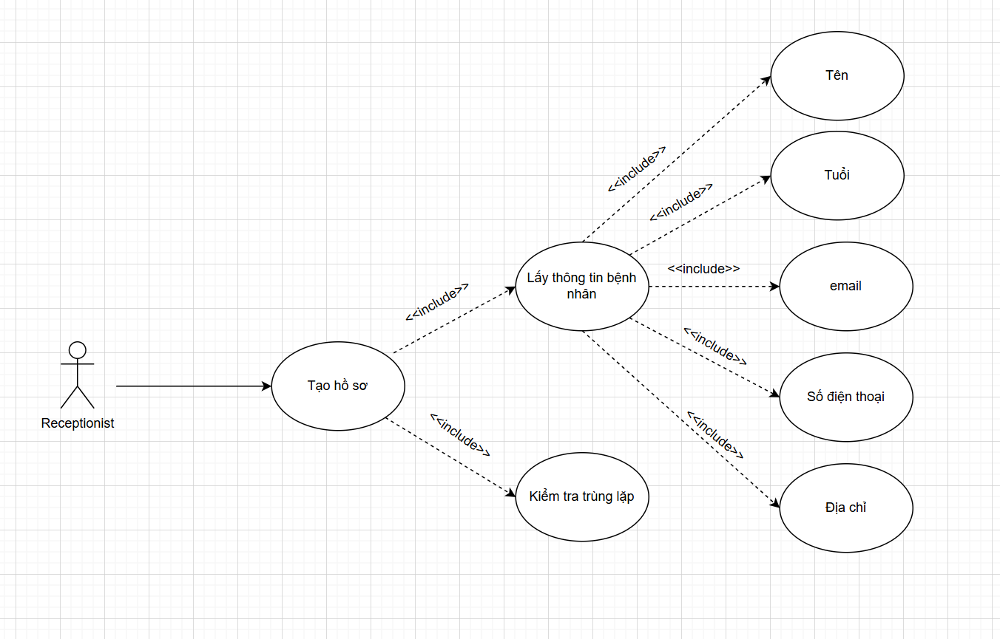 Tên
<<include>>
Tuổi
<<include>>
<<include>>
Lấy thông tin bệnh
nhân
email
<<include>>
<<include>>
Số điện thoại
Tạo hồ sơ
Receptionist
<<include>>
<<include>>
Kiểm tra trùng lặp
Địa chỉ